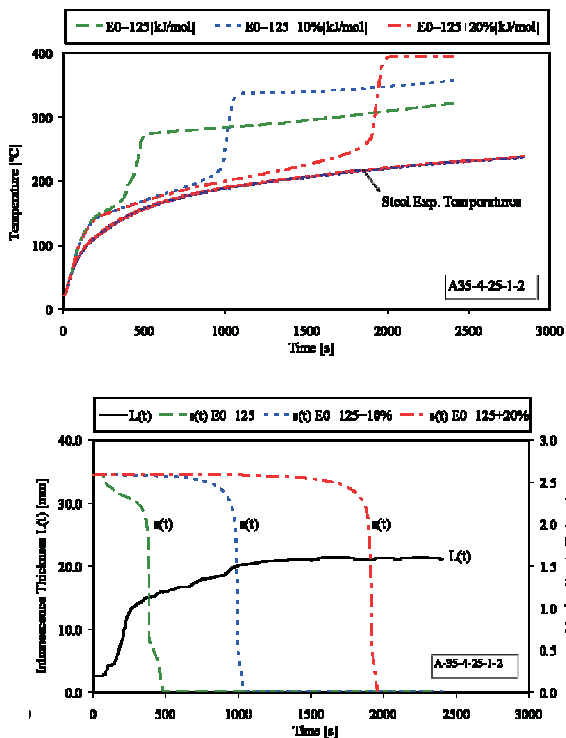 E0=125[kJ/mol] E0=125 10%[kJ/mol] E0=125+20%[kJ/mol]
400
300
200
100
0
Temperature [ºC]
Steel Exp. Temperatures
A35-4-25-1-2
0 500 1000 1500 2000 2500 3000
Time [s]
L(t) s(t) E0 125 s(t) E0 125+10% s(t) E0 125+20%
40.0
30.0
20.0
10.0
0.0
Intumescence Thickness L(t) [mm]
3.0
2.5
2.0
1.5
1.0
0.5
0.0
s(t) s(t) s(t)
L(t)
A-35-4-25-1-2
0 500 1000 1500 2000 2500 3000
Time [s]